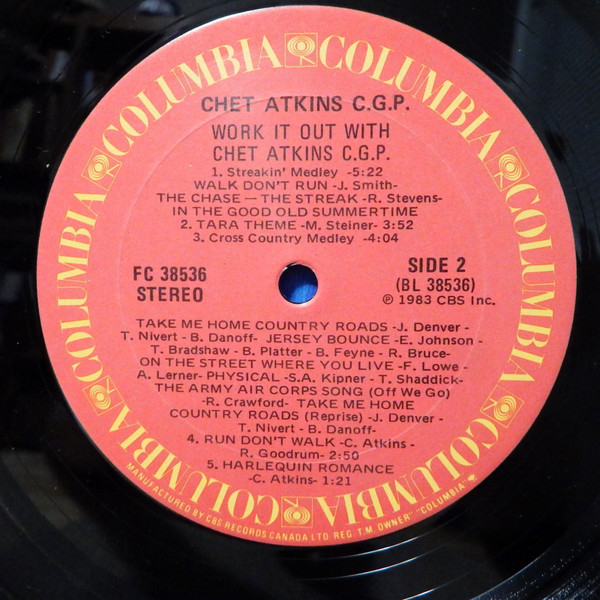 COLUMBIA COLUMBIA COLUMBIA COLUMBIA COLUMBIA COLUMBIA
CHET ATKINS C.G.P.
WORK IT OUT WITH
CHET ATKINS C.G.P.
1. Streakin' Medley -5:22
WALK DON'T RUN -J. Smith-
THE CHASE — THE STREAK -R. Stevens-
IN THE GOOD OLD SUMMERTIME
2. TARA THEME -M. Steiner- 3:52
3. Cross Country Medley -4:04
FC 38536
STEREO
SIDE 2
(BL 38536)
℗ 1983 CBS Inc.
TAKE ME HOME COUNTRY ROADS -J. Denver -
T. Nivert - B. Danoff- JERSEY BOUNCE -E. Johnson -
T. Bradshaw - B. Platter - B. Feyne - R. Bruce-
ON THE STREET WHERE YOU LIVE -F. Lowe -
A. Lerner- PHYSICAL -S.A. Kipner - T. Shaddick-
THE ARMY AIR CORPS SONG (Off We Go)
-R. Crawford- TAKE ME HOME
COUNTRY ROADS (Reprise) -J. Denver -
T. Nivert - B. Danoff-
4. RUN DON'T WALK -C. Atkins -
R. Goodrum- 2:50
5. HARLEQUIN ROMANCE
-C. Atkins- 1:21
MANUFACTURED BY CBS RECORDS CANADA LTD REG. T.M. OWNER "COLUMBIA"